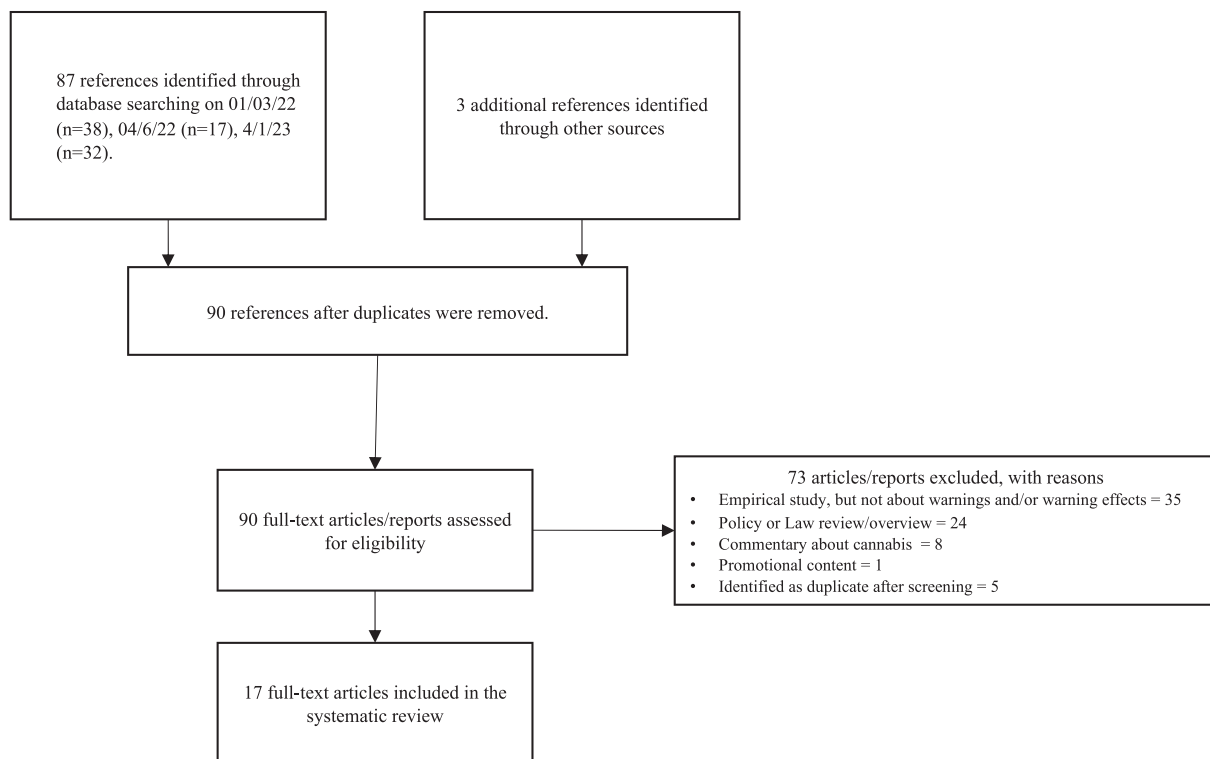 87 references identified through
database searching on 01/03/22
(n=38), 04/6/22 (n=17), 4/1/23
(n=32).
3 additional references identified
through other sources
90 references after duplicates were removed.
90 full-text articles/reports assessed
for eligibility
73 articles/reports excluded, with reasons
• Empirical study, but not about warnings and/or warning effects = 35
• Policy or Law review/overview = 24
• Commentary about cannabis = 8
• Promotional content = 1
• Identified as duplicate after screening = 5
17 full-text articles included in the
systematic review